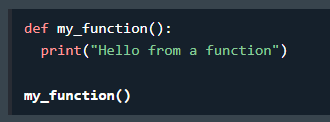 def my_function():
  print("Hello from a function")

my_function()